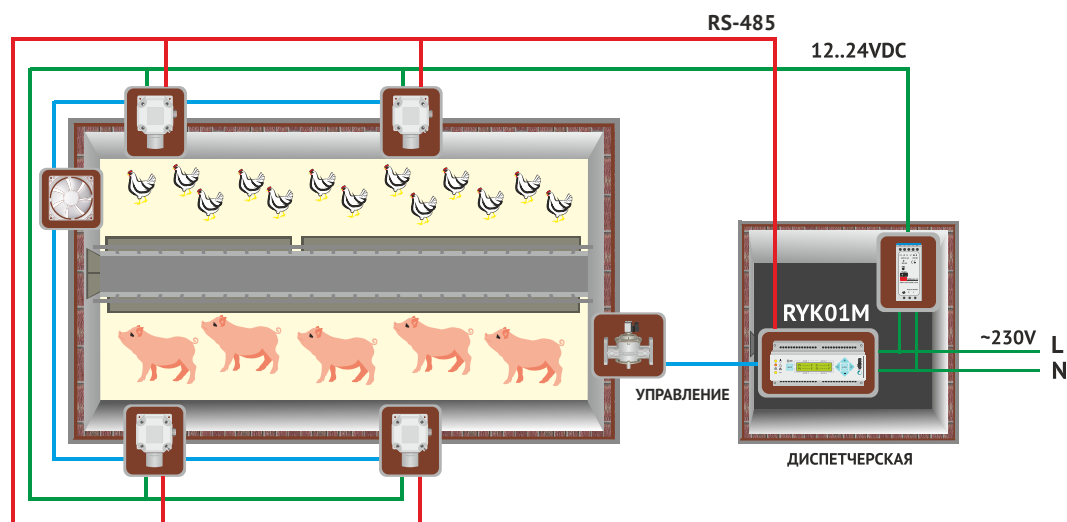 RS-485
12..24VDC
RYK01M
~230V
L
N
УПРАВЛЕНИЕ
ДИСПЕТЧЕРСКАЯ